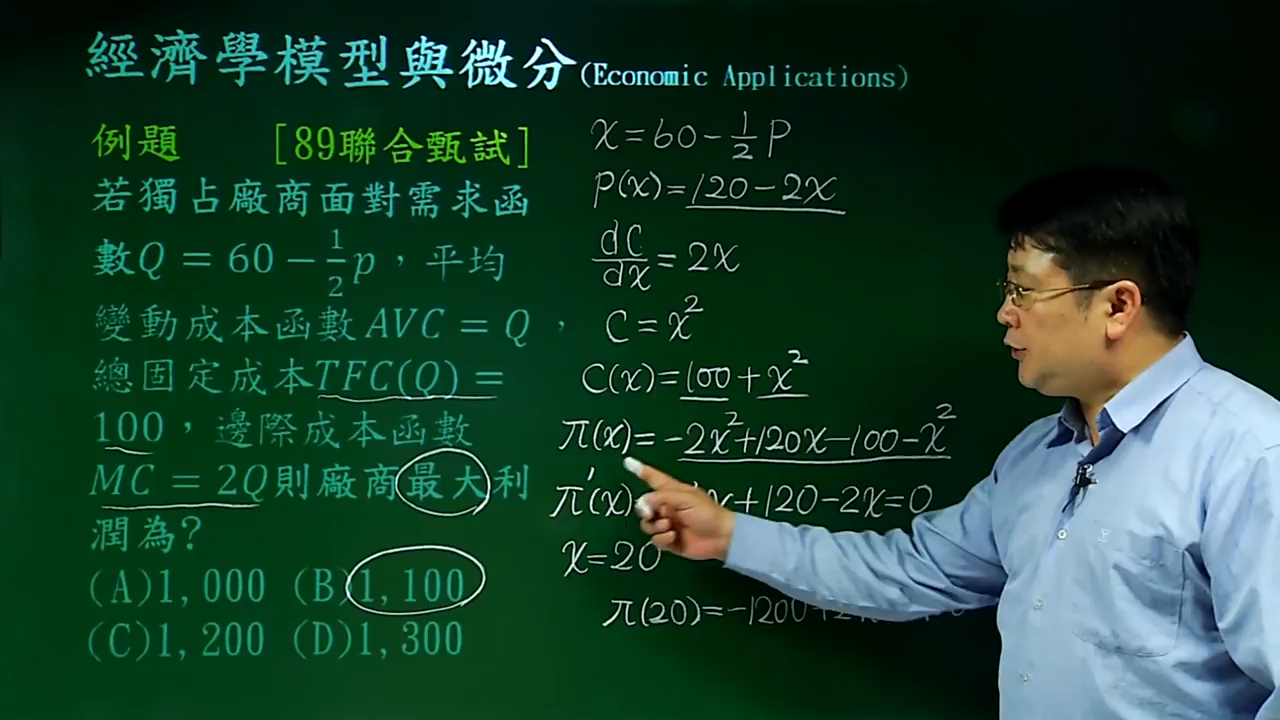 經濟學模型與微分(Economic Applications)
例題 [89聯合甄試]
若獨占廠商面對需求函
數Q = 60 − 1/2 p，平均
變動成本函數AVC = Q，
總固定成本TFC(Q) =
100，邊際成本函數
MC = 2Q則廠商最大利
潤為?
(A)1,000 (B)1,100
(C)1,200 (D)1,300
x=60-1/2 P
P(x)=120-2x
dC/dx=2x
C=x²
C(x)=100+x²
π(x)=-2x²+120x-100-x²
π'(x) x+120-2x=0
x=20
π(20)=-1200+2